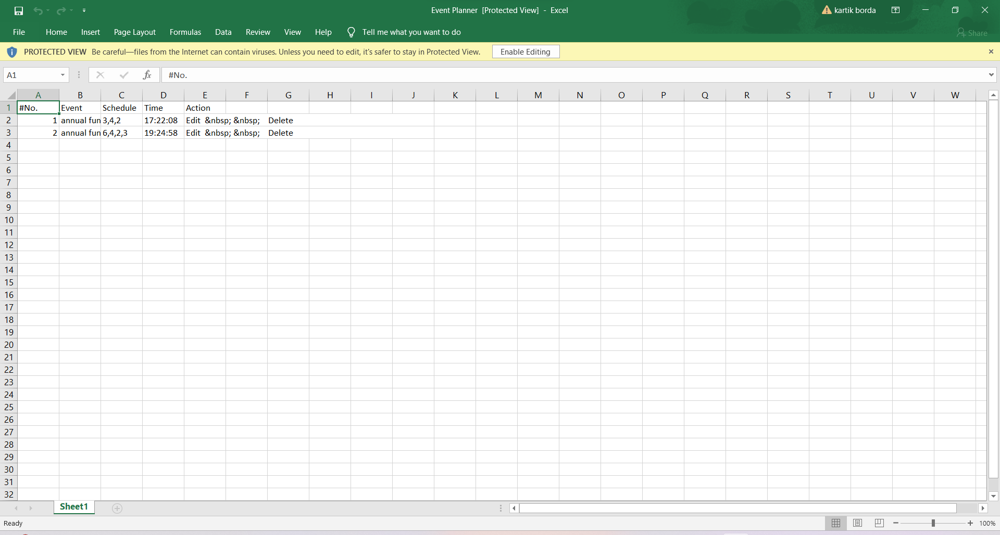 Event Planner [Protected View] - Excel
kartik borda
File Home Insert Page Layout Formulas Data Review View Help Tell me what you want to do
Share
PROTECTED VIEW Be careful—files from the Internet can contain viruses. Unless you need to edit, it's safer to stay in Protected View. Enable Editing
A1 fx #No.
A B C D E F G H I J K L M N O P Q R S T U V W
1 #No. Event Schedule Time Action
2 1 annual fun 3,4,2 17:22:08 Edit &nbsp; &nbsp; Delete
3 2 annual fun 6,4,2,3 19:24:58 Edit &nbsp; &nbsp; Delete
4
5
6
7
8
9
10
11
12
13
14
15
16
17
18
19
20
21
22
23
24
25
26
27
28
29
30
31
32
Sheet1
Ready
100%